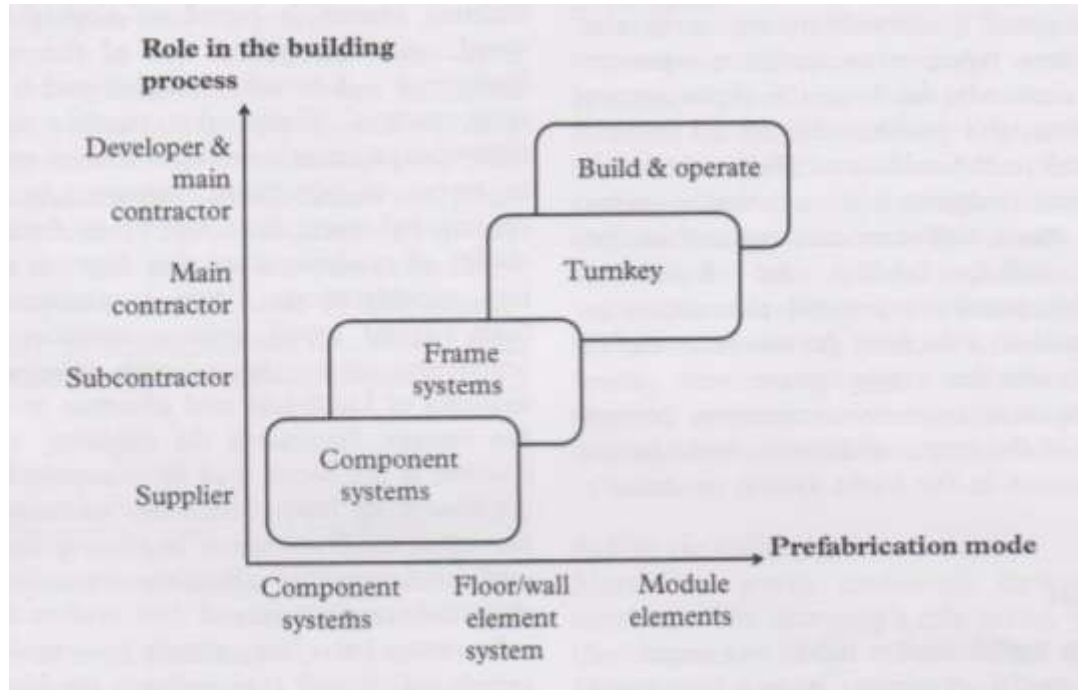 Role in the building
process
Developer &
main
contractor
Main
contractor
Subcontractor
Supplier
Build & operate
Turnkey
Frame
systems
Component
systems
Prefabrication mode
Component
systems
Floor/wall
element
system
Module
elements